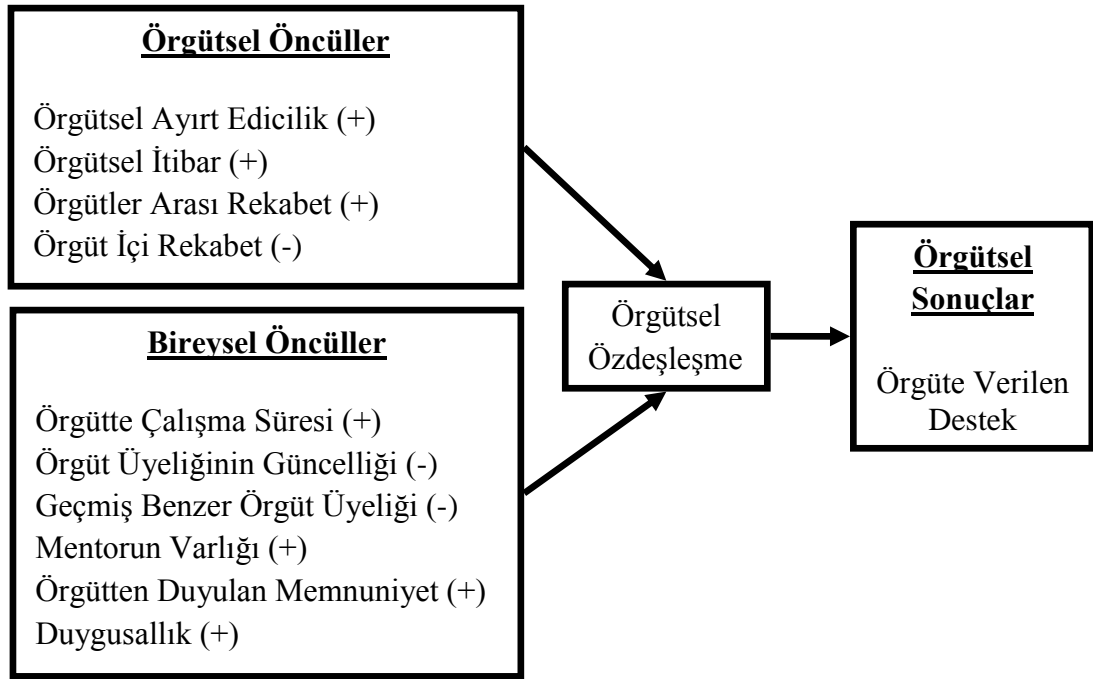 Örgütsel Öncüller
Örgütsel Ayırt Edicilik (+)
Örgütsel İtibar (+)
Örgütler Arası Rekabet (+)
Örgüt İçi Rekabet (-)
Bireysel Öncüller
Örgütte Çalışma Süresi (+)
Örgüt Üyeliğinin Güncelliği (-)
Geçmiş Benzer Örgüt Üyeliği (-)
Mentorun Varlığı (+)
Örgütten Duyulan Memnuniyet (+)
Duygusallık (+)
Örgütsel
Özdeşleşme
Örgütsel
Sonuçlar
Örgüte Verilen
Destek